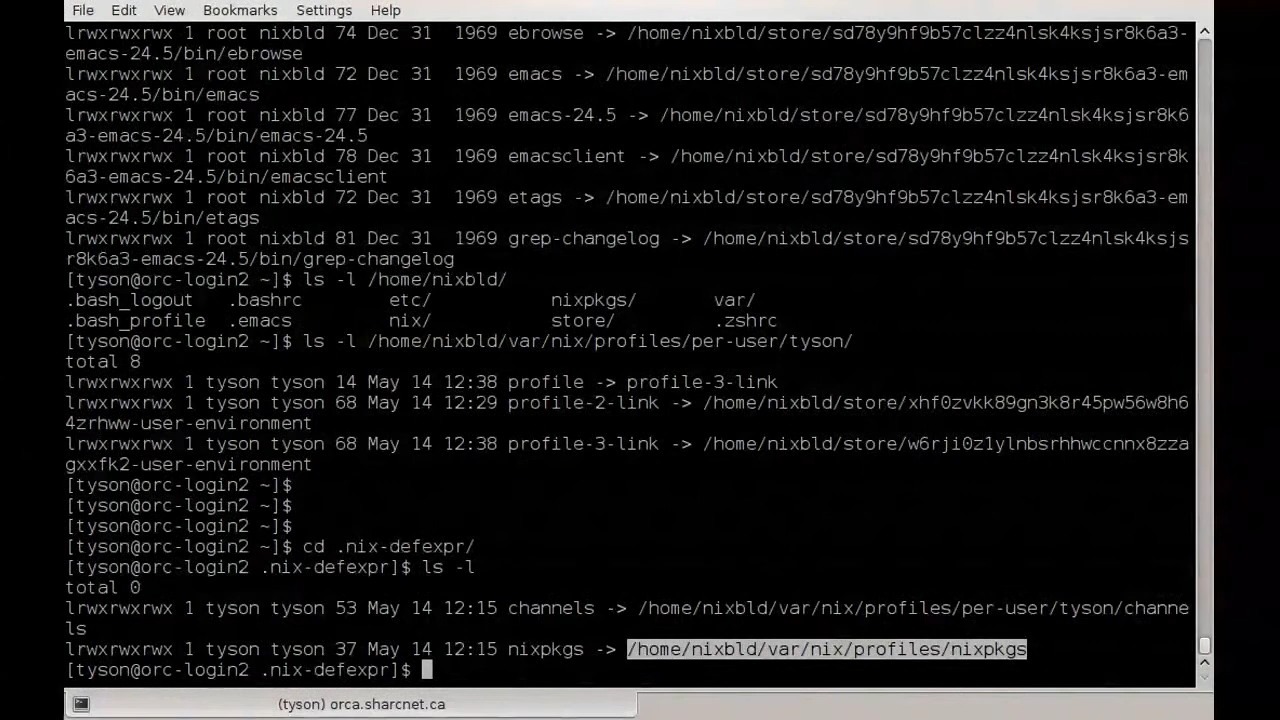 File Edit View Bookmarks Settings Help
lrwxrwxrwx 1 root nixbld 74 Dec 31  1969 ebrowse -> /home/nixbld/store/sd78y9hf9b57clzz4nlsk4ksjsr8k6a3-
emacs-24.5/bin/ebrowse
lrwxrwxrwx 1 root nixbld 72 Dec 31  1969 emacs -> /home/nixbld/store/sd78y9hf9b57clzz4nlsk4ksjsr8k6a3-em
acs-24.5/bin/emacs
lrwxrwxrwx 1 root nixbld 77 Dec 31  1969 emacs-24.5 -> /home/nixbld/store/sd78y9hf9b57clzz4nlsk4ksjsr8k6
a3-emacs-24.5/bin/emacs-24.5
lrwxrwxrwx 1 root nixbld 78 Dec 31  1969 emacsclient -> /home/nixbld/store/sd78y9hf9b57clzz4nlsk4ksjsr8k
6a3-emacs-24.5/bin/emacsclient
lrwxrwxrwx 1 root nixbld 72 Dec 31  1969 etags -> /home/nixbld/store/sd78y9hf9b57clzz4nlsk4ksjsr8k6a3-em
acs-24.5/bin/etags
lrwxrwxrwx 1 root nixbld 81 Dec 31  1969 grep-changelog -> /home/nixbld/store/sd78y9hf9b57clzz4nlsk4ksjs
r8k6a3-emacs-24.5/bin/grep-changelog
[tyson@orc-login2 ~]$ ls -l /home/nixbld/
.bash_logout   .bashrc        etc/           nixpkgs/       var/
.bash_profile  .emacs         nix/           store/         .zshrc
[tyson@orc-login2 ~]$ ls -l /home/nixbld/var/nix/profiles/per-user/tyson/
total 8
lrwxrwxrwx 1 tyson tyson 14 May 14 12:38 profile -> profile-3-link
lrwxrwxrwx 1 tyson tyson 68 May 14 12:29 profile-2-link -> /home/nixbld/store/xhf0zvkk89gn3k8r45pw56w8h6
4zrhww-user-environment
lrwxrwxrwx 1 tyson tyson 68 May 14 12:38 profile-3-link -> /home/nixbld/store/w6rji0z1ylnbsrhhwccnnx8zza
gxxfk2-user-environment
[tyson@orc-login2 ~]$
[tyson@orc-login2 ~]$
[tyson@orc-login2 ~]$
[tyson@orc-login2 ~]$ cd .nix-defexpr/
[tyson@orc-login2 .nix-defexpr]$ ls -l
total 0
lrwxrwxrwx 1 tyson tyson 53 May 14 12:15 channels -> /home/nixbld/var/nix/profiles/per-user/tyson/channe
ls
lrwxrwxrwx 1 tyson tyson 37 May 14 12:15 nixpkgs -> /home/nixbld/var/nix/profiles/nixpkgs
[tyson@orc-login2 .nix-defexpr]$
(tyson) orca.sharcnet.ca